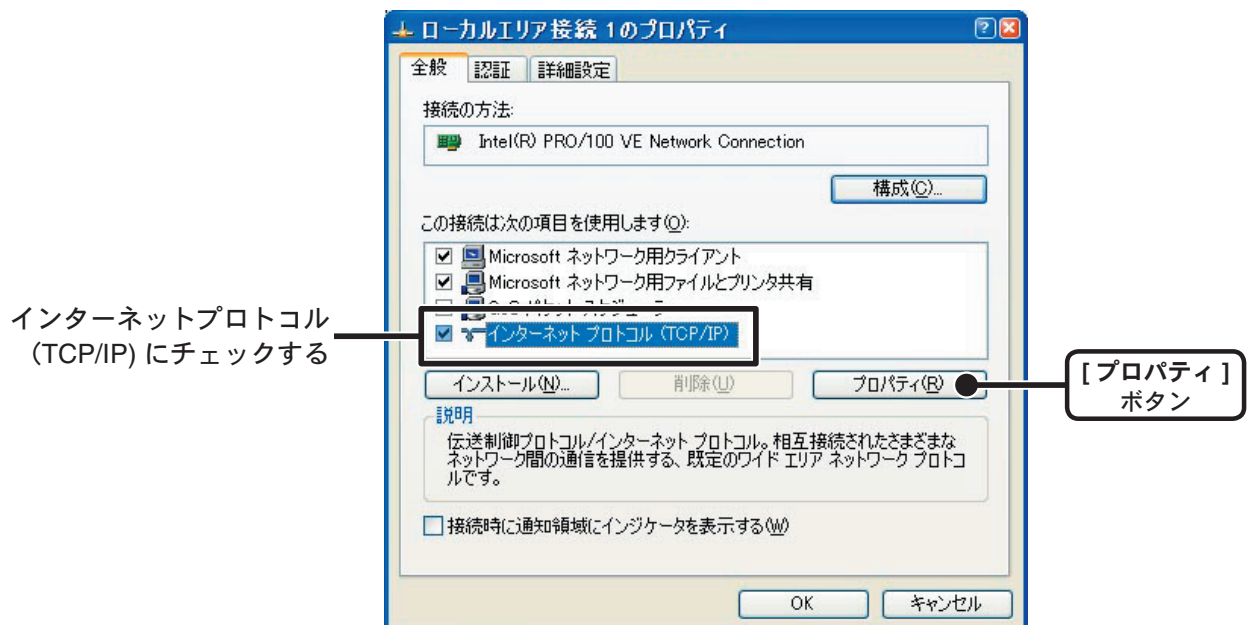 ローカルエリア接続 1のプロパティ
全般 認証 詳細設定
接続の方法:
Intel(R) PRO/100 VE Network Connection
構成(C)...
この接続は次の項目を使用します(O):
Microsoft ネットワーク用クライアント
Microsoft ネットワーク用ファイルとプリンタ共有
インターネット プロトコル (TCP/IP)
インターネットプロトコル
(TCP/IP) にチェックする
インストール(N)... 削除(U) プロパティ(R)
[ プロパティ ]
ボタン
説明
伝送制御プロトコル/インターネット プロトコル。相互接続されたさまざまな
ネットワーク間の通信を提供する、既定のワイド エリア ネットワーク プロトコ
ルです。
接続時に通知領域にインジケータを表示する(W)
OK キャンセル